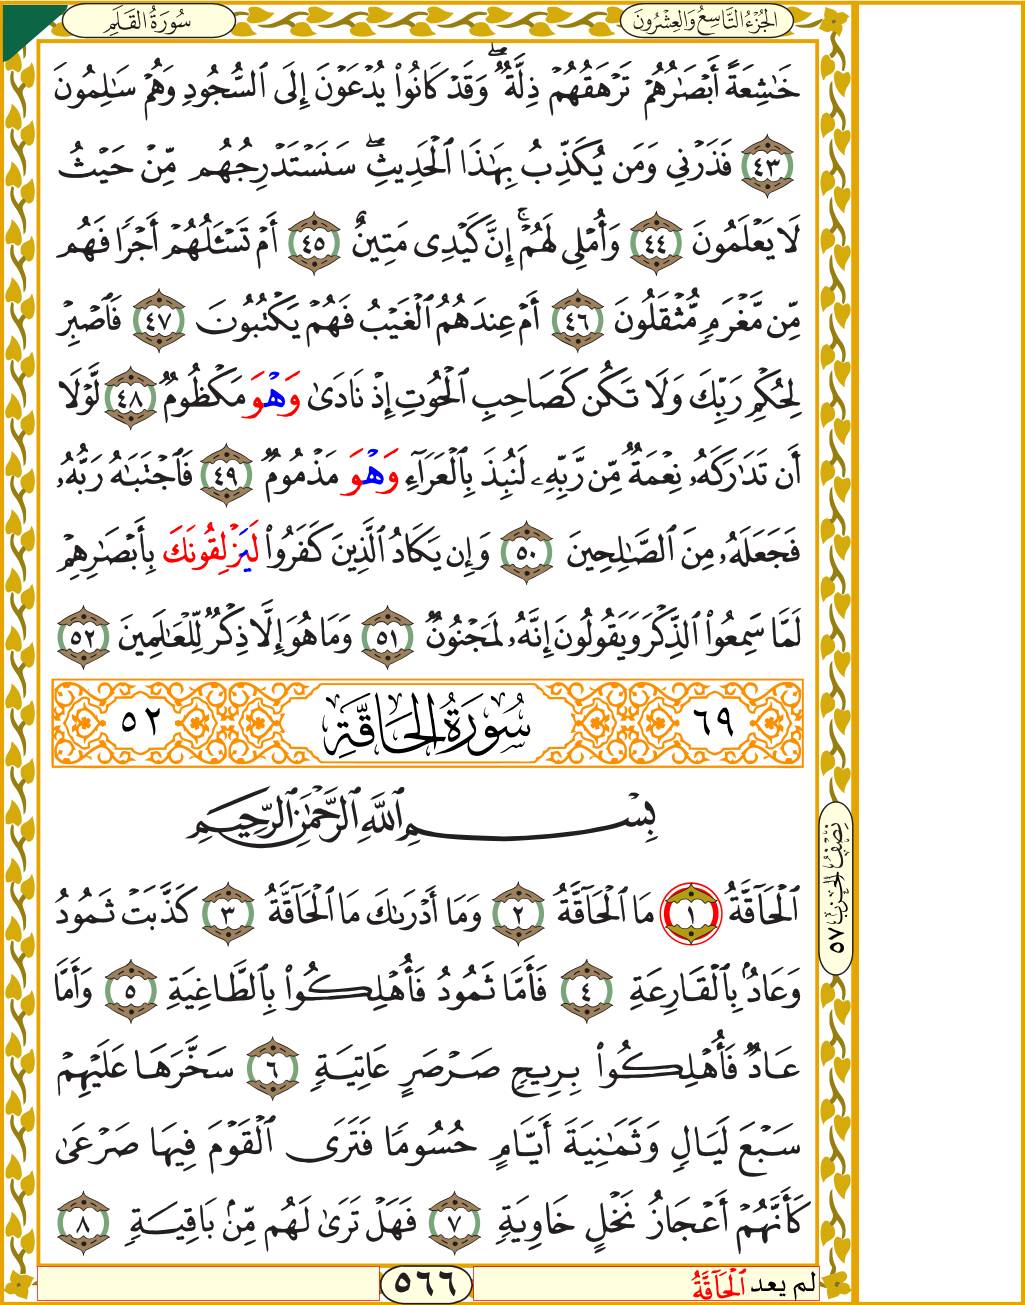 سُورَةُ القَلَمِ
الجُزْءُ التَّاسِعُ وَالعِشْرُونَ
خَٰشِعَةً أَبۡصَٰرُهُمۡ تَرۡهَقُهُمۡ ذِلَّةٞۖ وَقَدۡ كَانُواْ يُدۡعَوۡنَ إِلَى ٱلسُّجُودِ وَهُمۡ سَٰلِمُونَ
٤٣ فَذَرۡنِي وَمَن يُكَذِّبُ بِهَٰذَا ٱلۡحَدِيثِۖ سَنَسۡتَدۡرِجُهُم مِّنۡ حَيۡثُ
لَا يَعۡلَمُونَ ٤٤ وَأُمۡلِي لَهُمۡۚ إِنَّ كَيۡدِي مَتِينٌ ٤٥ أَمۡ تَسۡـَٔلُهُمۡ أَجۡرٗا فَهُم
مِّن مَّغۡرَمٖ مُّثۡقَلُونَ ٤٦ أَمۡ عِندَهُمُ ٱلۡغَيۡبُ فَهُمۡ يَكۡتُبُونَ ٤٧ فَٱصۡبِرۡ
لِحُكۡمِ رَبِّكَ وَلَا تَكُن كَصَاحِبِ ٱلۡحُوتِ إِذۡ نَادَىٰ وَهۡوَ مَكۡظُومٞ ٤٨ لَّوۡلَا
أَن تَدَٰرَكَهُۥ نِعۡمَةٞ مِّن رَّبِّهِۦ لَنُبِذَ بِٱلۡعَرَآءِ وَهۡوَ مَذۡمُومٞ ٤٩ فَٱجۡتَبَٰهُ رَبُّهُۥ
فَجَعَلَهُۥ مِنَ ٱلصَّٰلِحِينَ ٥٠ وَإِن يَكَادُ ٱلَّذِينَ كَفَرُواْ لَيَزۡلِقُونَكَ بِأَبۡصَٰرِهِمۡ
لَمَّا سَمِعُواْ ٱلذِّكۡرَ وَيَقُولُونَ إِنَّهُۥ لَمَجۡنُونٞ ٥١ وَمَا هُوَ إِلَّا ذِكۡرٞ لِّلۡعَٰلَمِينَ ٥٢
٦٩ سُورَةُ الحَاقَّةِ ٥٢
بِسۡمِ ٱللَّهِ ٱلرَّحۡمَٰنِ ٱلرَّحِيمِ
ٱلۡحَآقَّةُ ١ مَا ٱلۡحَآقَّةُ ٢ وَمَآ أَدۡرَىٰكَ مَا ٱلۡحَآقَّةُ ٣ كَذَّبَتۡ ثَمُودُ
وَعَادُۢ بِٱلۡقَارِعَةِ ٤ فَأَمَّا ثَمُودُ فَأُهۡلِكُواْ بِٱلطَّاغِيَةِ ٥ وَأَمَّا
عَادٞ فَأُهۡلِكُواْ بِرِيحٖ صَرۡصَرٍ عَاتِيَةٖ ٦ سَخَّرَهَا عَلَيۡهِمۡ
سَبۡعَ لَيَالٖ وَثَمَٰنِيَةَ أَيَّامٍ حُسُومٗا فَتَرَى ٱلۡقَوۡمَ فِيهَا صَرۡعَىٰ
كَأَنَّهُمۡ أَعۡجَازُ نَخۡلٍ خَاوِيَةٖ ٧ فَهَلۡ تَرَىٰ لَهُم مِّنۢ بَاقِيَةٖ ٨
نِصْفُ الحِزْبِ ٥٧
لم يعد ٱلۡحَآقَّةُ
٥٦٦